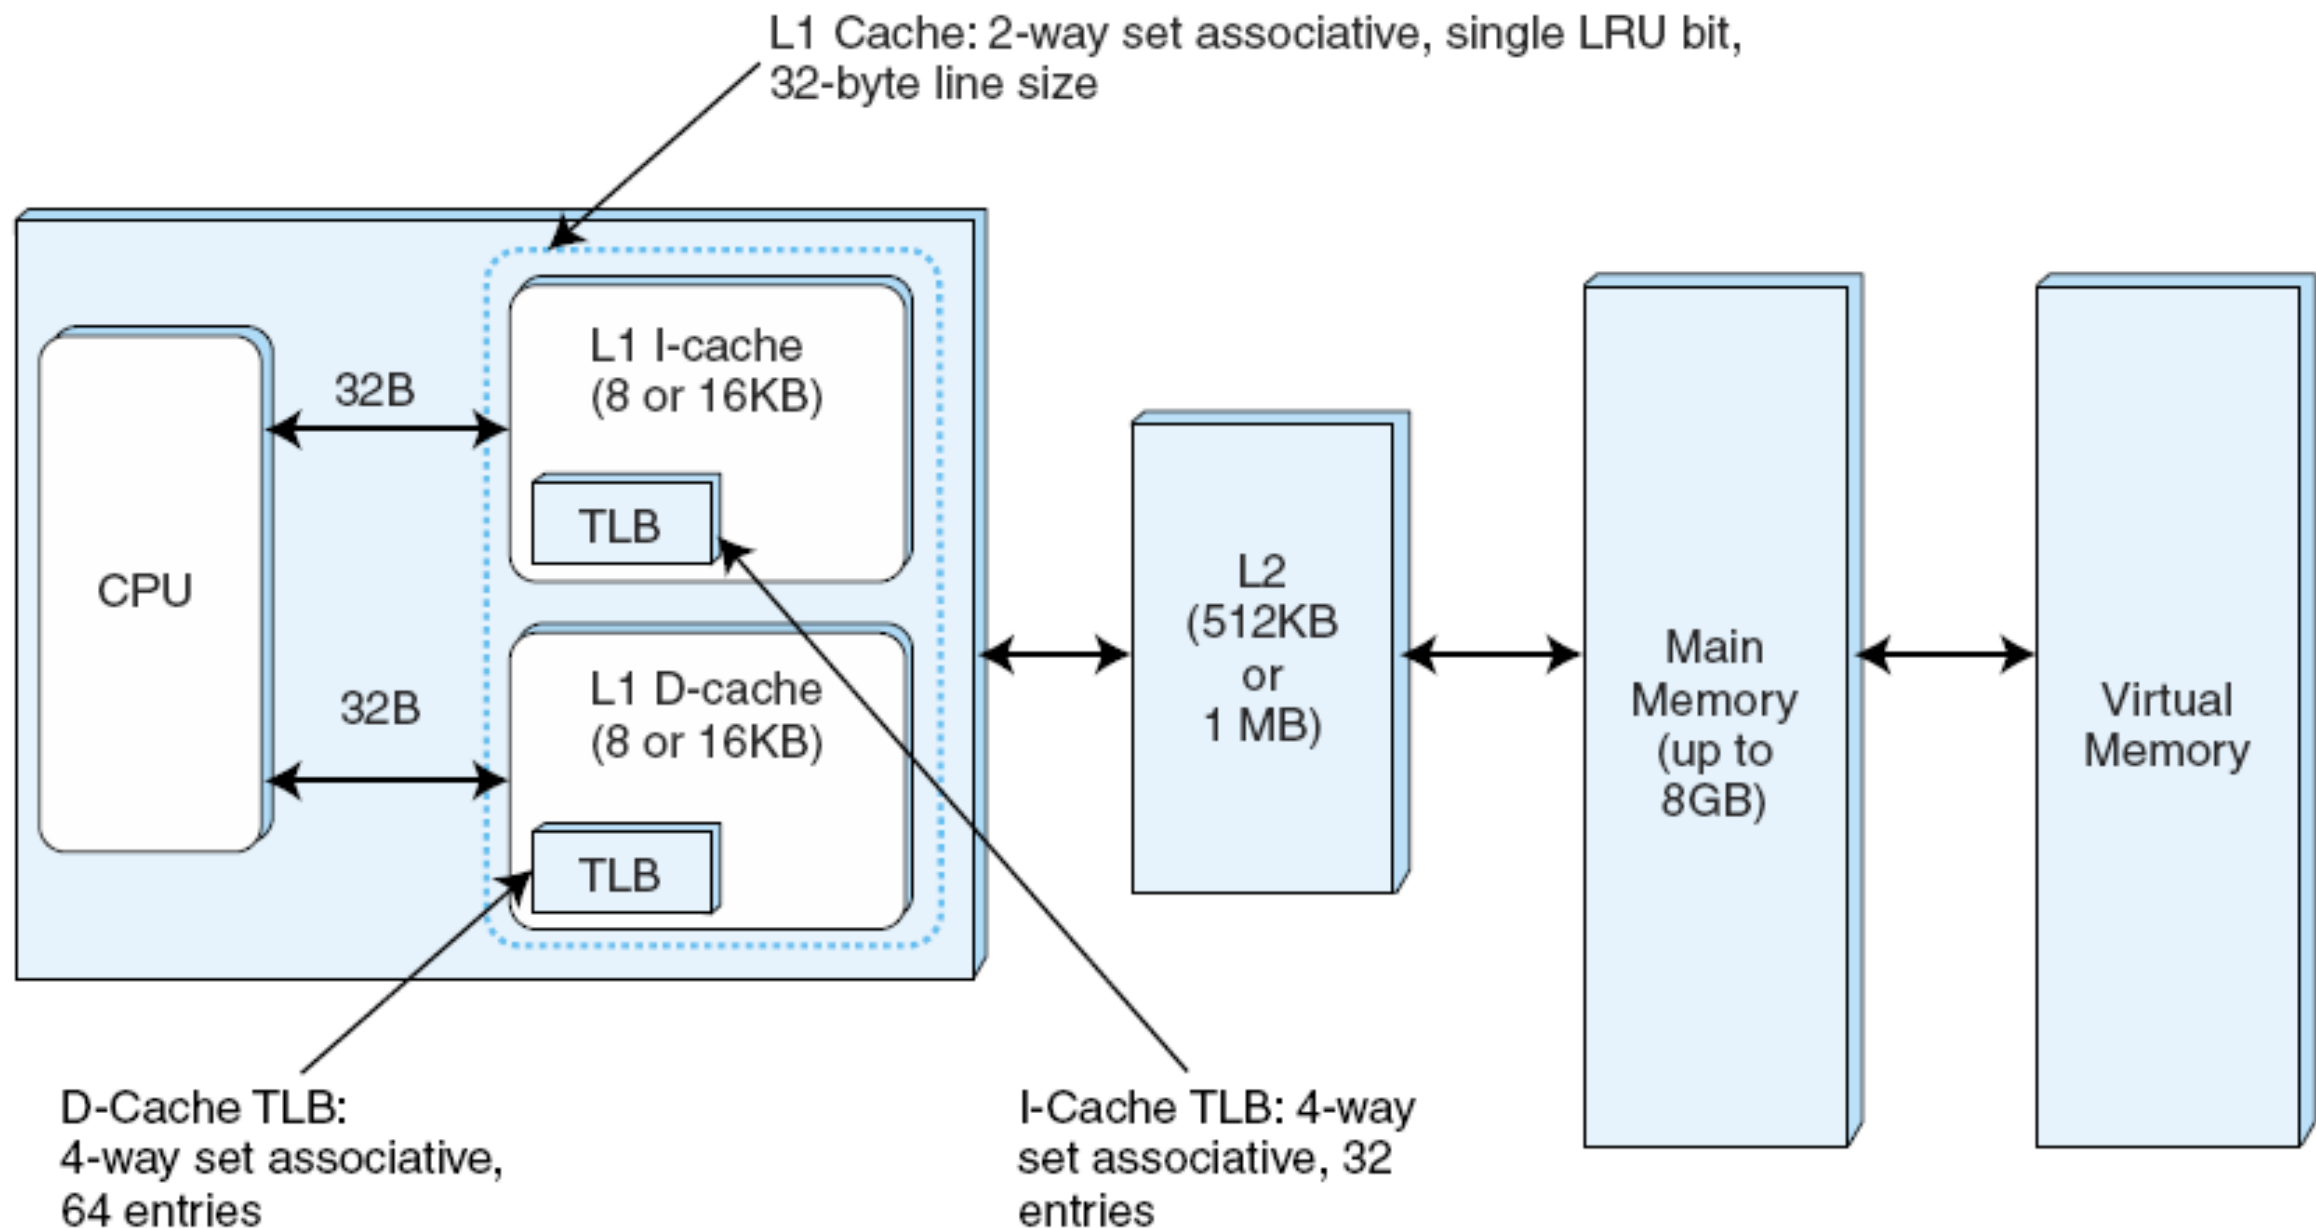 L1 Cache: 2-way set associative, single LRU bit,
32-byte line size
CPU
32B
32B
L1 I-cache
(8 or 16KB)
TLB
L1 D-cache
(8 or 16KB)
TLB
L2
(512KB
or
1 MB)
Main
Memory
(up to
8GB)
Virtual
Memory
D-Cache TLB:
4-way set associative,
64 entries
I-Cache TLB: 4-way
set associative, 32
entries